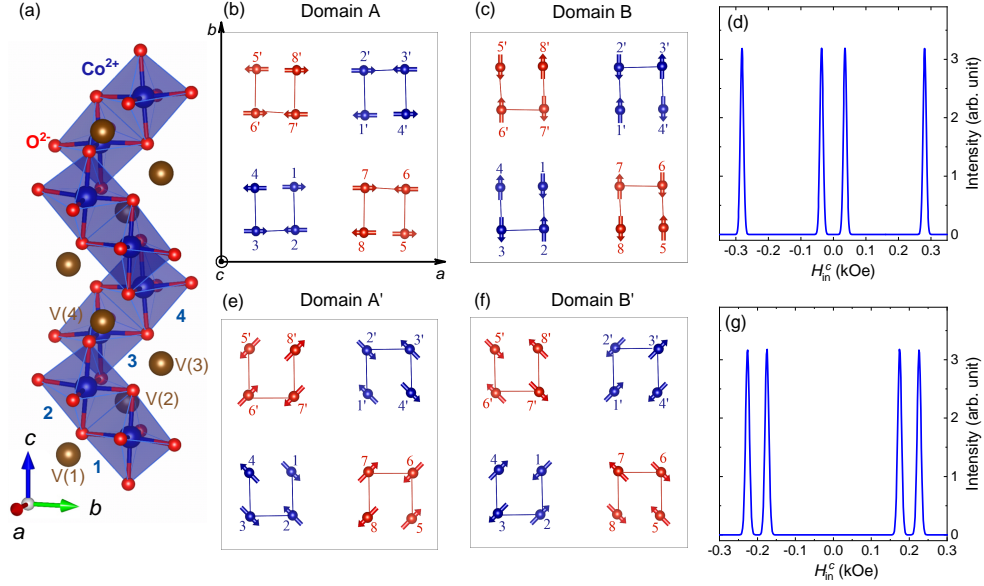 (a)
Co2+
O2-
V(4)
4
3
V(3)
2
V(2)
1
V(1)
c
b
a
(b) Domain A
b
5' 8' 2' 3'
6' 7' 1' 4'
4 1 7 6
3 2 8 5
c a
(c) Domain B
5' 8' 2' 3'
6' 7' 1' 4'
4 1 7 6
3 2 8 5
(d)
3
2
1
0
Intensity (arb. unit)
-0.3 -0.2 -0.1 0.0 0.1 0.2 0.3
H in c (kOe)
(e) Domain A'
5' 8' 2' 3'
6' 7' 1' 4'
4 1 7 6
3 2 8 5
(f) Domain B'
5' 8' 2' 3'
6' 7' 1' 4'
4 1 7 6
3 2 8 5
(g)
3
2
1
0
Intensity (arb. unit)
-0.3 -0.2 -0.1 0.0 0.1 0.2 0.3
H in c (kOe)